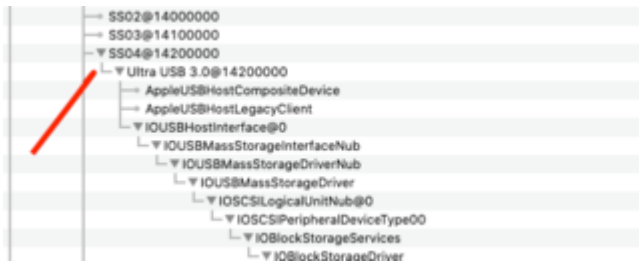 SS02@14000000
SS03@14100000
SS04@14200000
Ultra USB 3.0@14200000
AppleUSBHostCompositeDevice
AppleUSBHostLegacyClient
IOUSBHostInterface@0
IOUSBMassStorageInterfaceNub
IOUSBMassStorageDriverNub
IOUSBMassStorageDriver
IOSCSILogicalUnitNub@0
IOSCSIPeripheralDeviceType00
IOBlockStorageServices
IOBlockStorageDriver